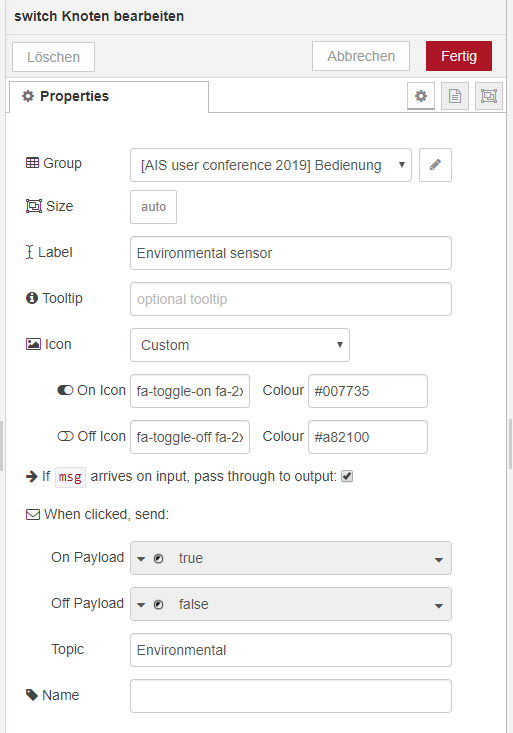 switch Knoten bearbeiten
Löschen Abbrechen Fertig
Properties
Group [AIS user conference 2019] Bedienung
Size auto
Label Environmental sensor
Tooltip optional tooltip
Icon Custom
On Icon fa-toggle-on fa-2x Colour #007735
Off Icon fa-toggle-off fa-2x Colour #a82100
If msg arrives on input, pass through to output:
When clicked, send:
On Payload true
Off Payload false
Topic Environmental
Name